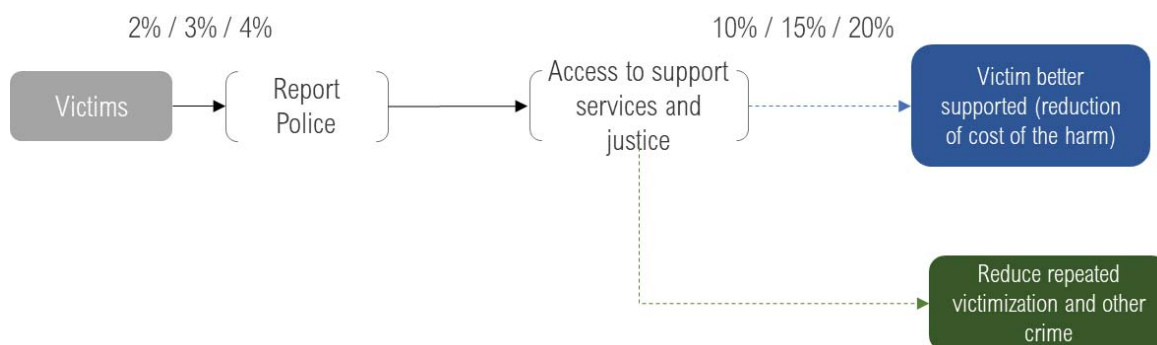 2% / 3% / 4%
10% / 15% / 20%
Victims
Report
Police
Access to support
services and
justice
Victim better
supported (reduction
of cost of the harm)
Reduce repeated
victimization and other
crime